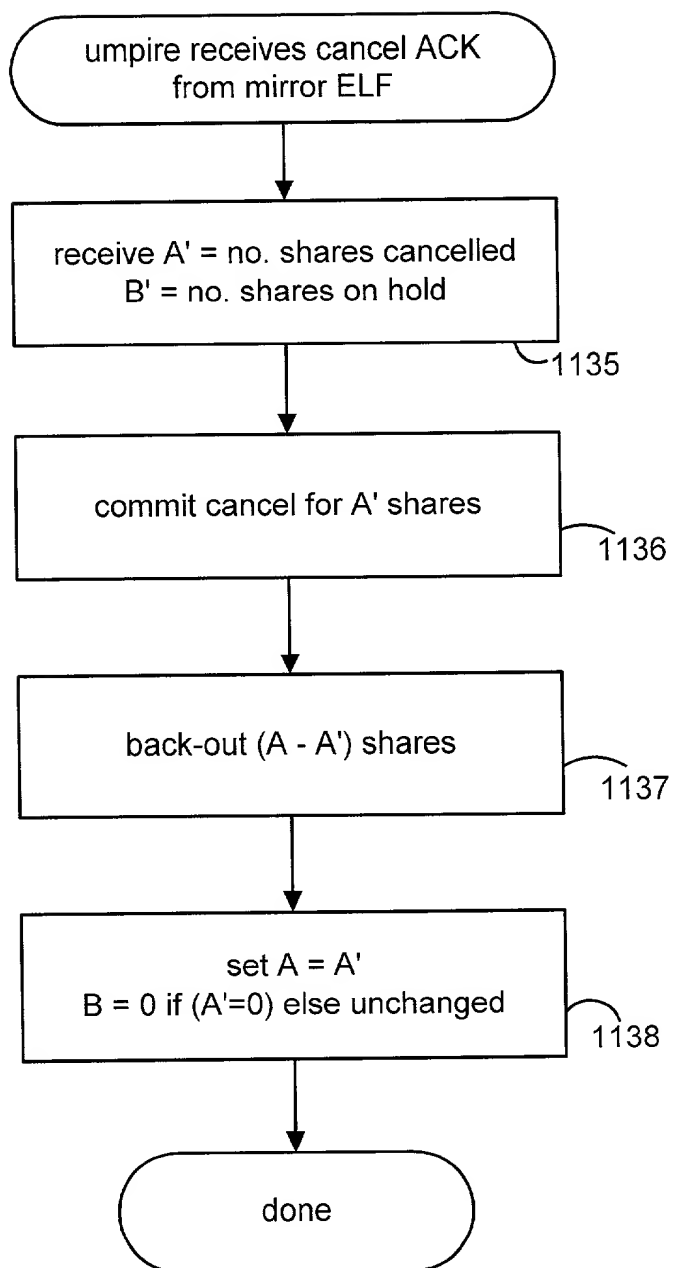 umpire receives cancel ACK
from mirror ELF
receive A' = no. shares cancelled
B' = no. shares on hold
1135
commit cancel for A' shares
1136
back-out (A - A') shares
1137
set A = A'
B = 0 if (A'=0) else unchanged
1138
done